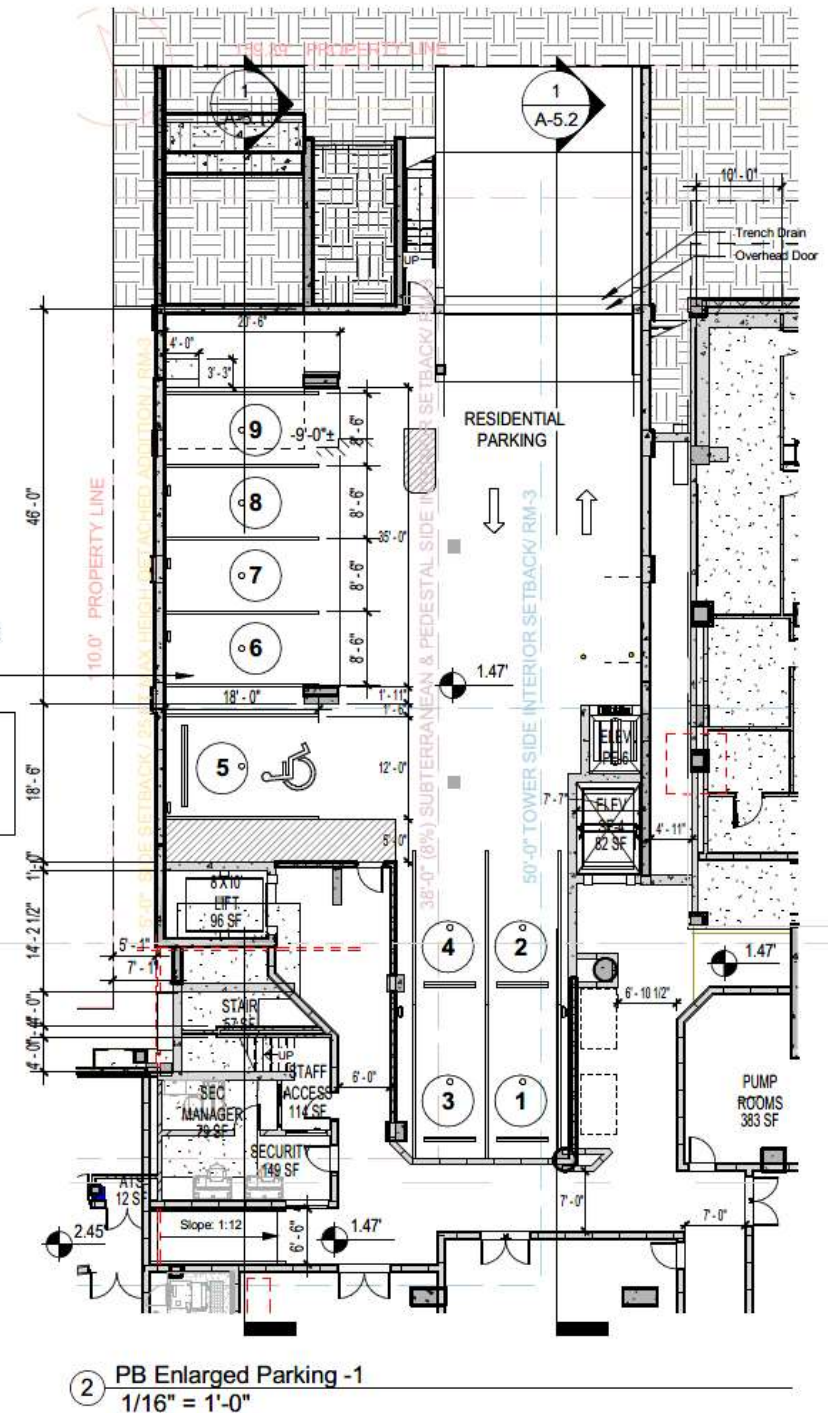 PROPERTY LINE
1
A-5.1
1
A-5.2
10'-0"
Trench Drain
Overhead Door
UP
20'-6"
4'-0"
3'-3"
RESIDENTIAL
PARKING
9
-9'-0"±
8'-6"
8
8'-6"
46'-0"
35'-0"
7
8'-6"
6
8'-6"
110.0' PROPERTY LINE
38'-0" (8%) SUBTERRANEAN & PEDESTAL SIDE INTERIOR SETBACK/ RM-3
50'-0" TOWER SIDE INTERIOR SETBACK/ RM-3
1.47'
18'-0"
1'-11"
1'-6"
5
12'-0"
18'-6"
5'-0"
ELEV
ELEV
82 SF
7'-7"
4'-11"
1'-0"
8'X10'
LIFT
96 SF
14'-2 1/2"
5'-1"
7'-1"
4
2
1.47'
6'-10 1/2"
STAIR
UP
STAFF
ACCESS
114 SF
6'-0"
SEC
MANAGER
79 SF
SECURITY
149 SF
3
1
PUMP
ROOMS
383 SF
ATS
12 SF
7'-0"
7'-0"
2.45'
Slope: 1:12
6'-6"
1.47'
2
PB Enlarged Parking -1
1/16" = 1'-0"